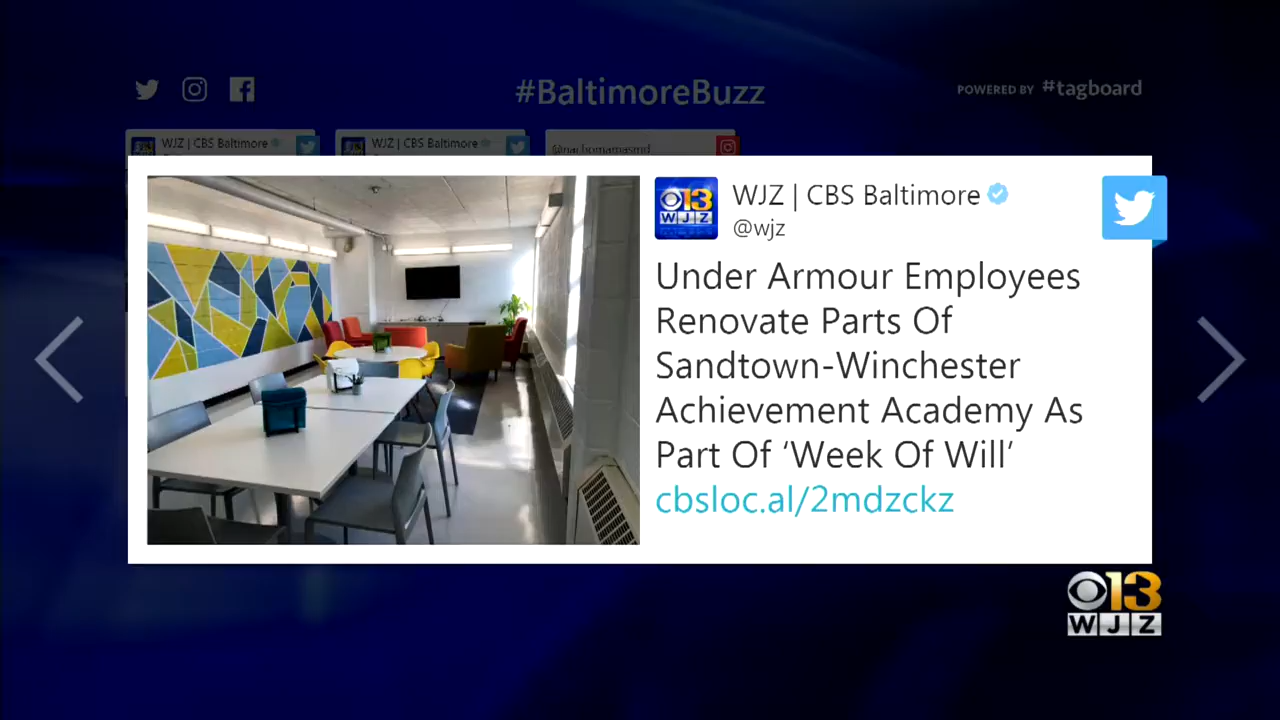 #BaltimoreBuzz
POWERED BY #tagboard
WJZ | CBS Baltimore
WJZ | CBS Baltimore
13
WJZ
WJZ | CBS Baltimore
@wjz
Under Armour Employees
Renovate Parts Of
Sandtown-Winchester
Achievement Academy As
Part Of ‘Week Of Will’
cbsloc.al/2mdzckz
13
WJZ